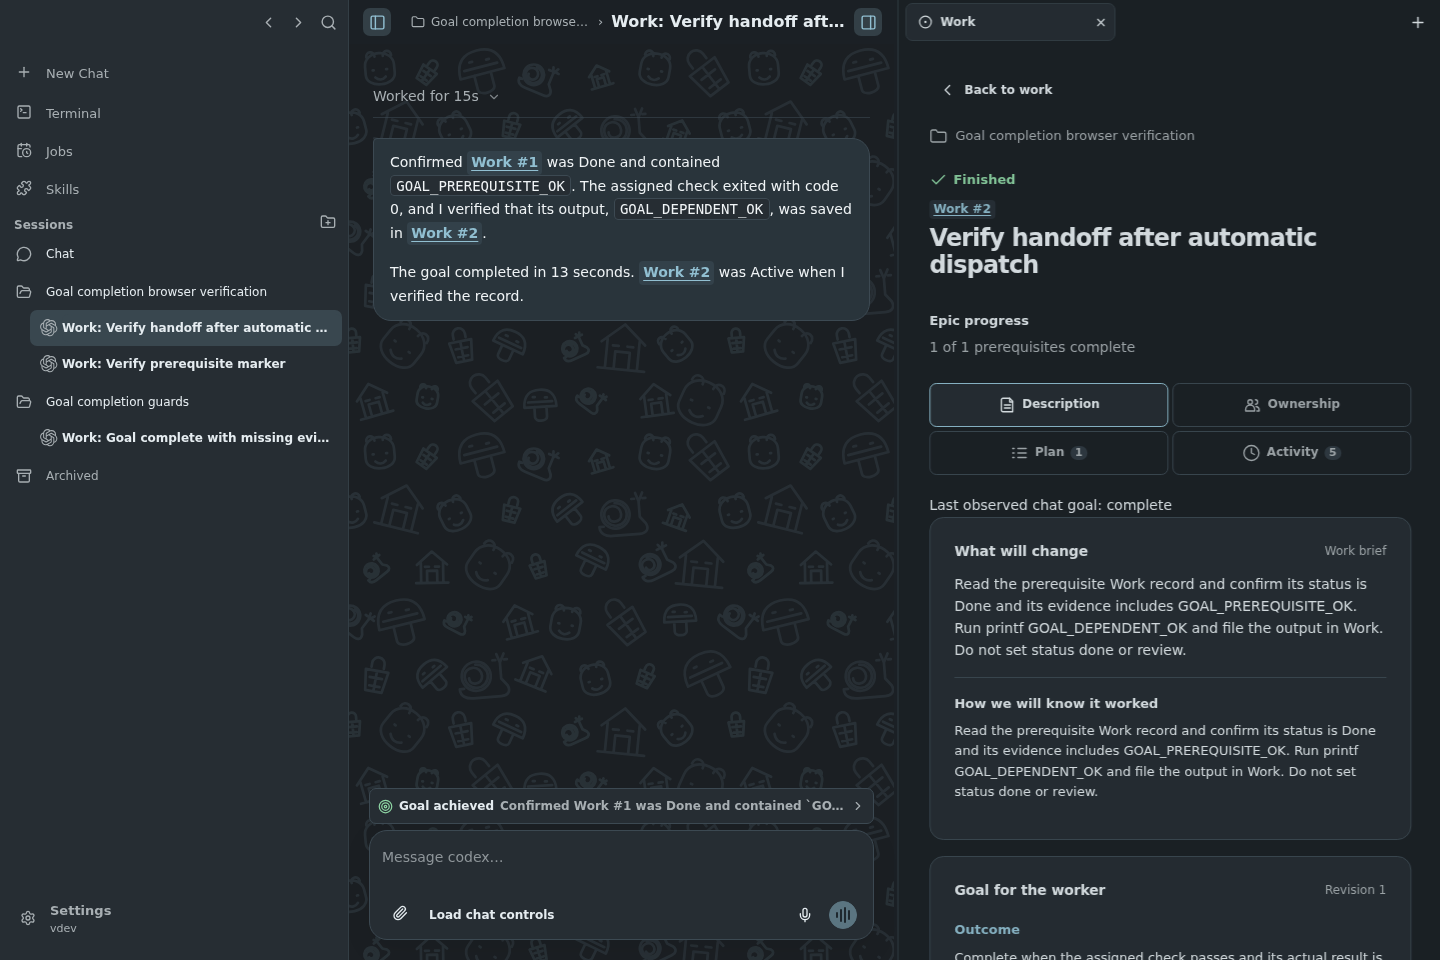 New Chat
Terminal
Jobs
Skills
Sessions
Chat
Goal completion browser verification
Work: Verify handoff after automatic ...
Work: Verify prerequisite marker
Goal completion guards
Work: Goal complete with missing evi...
Archived
Settings
vdev
Goal completion browse... › Work: Verify handoff aft...
Worked for 15s
Confirmed Work #1 was Done and contained
GOAL_PREREQUISITE_OK. The assigned check exited with code
0, and I verified that its output, GOAL_DEPENDENT_OK, was saved
in Work #2.
The goal completed in 13 seconds. Work #2 was Active when I
verified the record.
Goal achieved Confirmed Work #1 was Done and contained `GO...
Message codex...
Load chat controls
Work
Back to work
Goal completion browser verification
Finished
Work #2
Verify handoff after automatic
dispatch
Epic progress
1 of 1 prerequisites complete
Description
Ownership
Plan 1
Activity 5
Last observed chat goal: complete
What will change
Work brief
Read the prerequisite Work record and confirm its status is
Done and its evidence includes GOAL_PREREQUISITE_OK.
Run printf GOAL_DEPENDENT_OK and file the output in Work.
Do not set status done or review.
How we will know it worked
Read the prerequisite Work record and confirm its status is Done
and its evidence includes GOAL_PREREQUISITE_OK. Run printf
GOAL_DEPENDENT_OK and file the output in Work. Do not set
status done or review.
Goal for the worker
Revision 1
Outcome
Complete when the assigned check passes and its actual result is